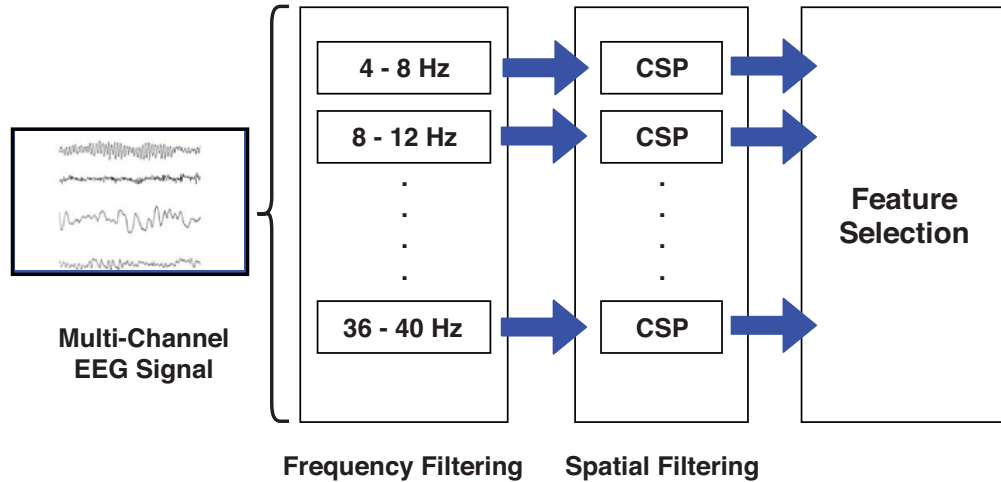 4 - 8 Hz
CSP
8 - 12 Hz
CSP
Feature
Selection
36 - 40 Hz
CSP
Multi-Channel
EEG Signal
Frequency Filtering
Spatial Filtering